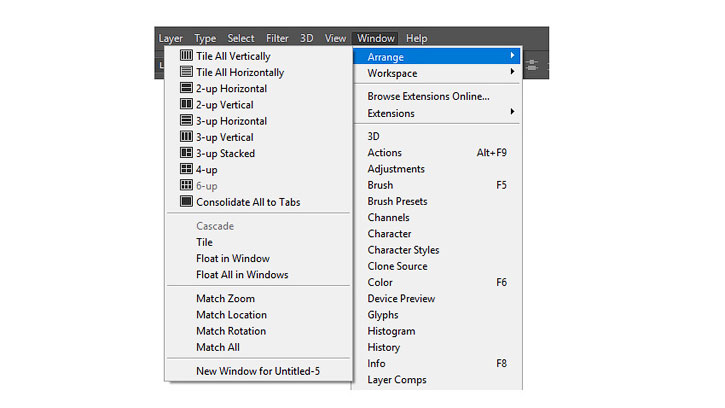 Layer Type Select Filter 3D View Window Help
Tile All Vertically
Tile All Horizontally
2-up Horizontal
2-up Vertical
3-up Horizontal
3-up Vertical
3-up Stacked
4-up
6-up
Consolidate All to Tabs
Cascade
Tile
Float in Window
Float All in Windows
Match Zoom
Match Location
Match Rotation
Match All
New Window for Untitled-5
Arrange
Workspace
Browse Extensions Online...
Extensions
3D
Actions Alt+F9
Adjustments
Brush F5
Brush Presets
Channels
Character
Character Styles
Clone Source
Color F6
Device Preview
Glyphs
Histogram
History
Info F8
Layer Comps